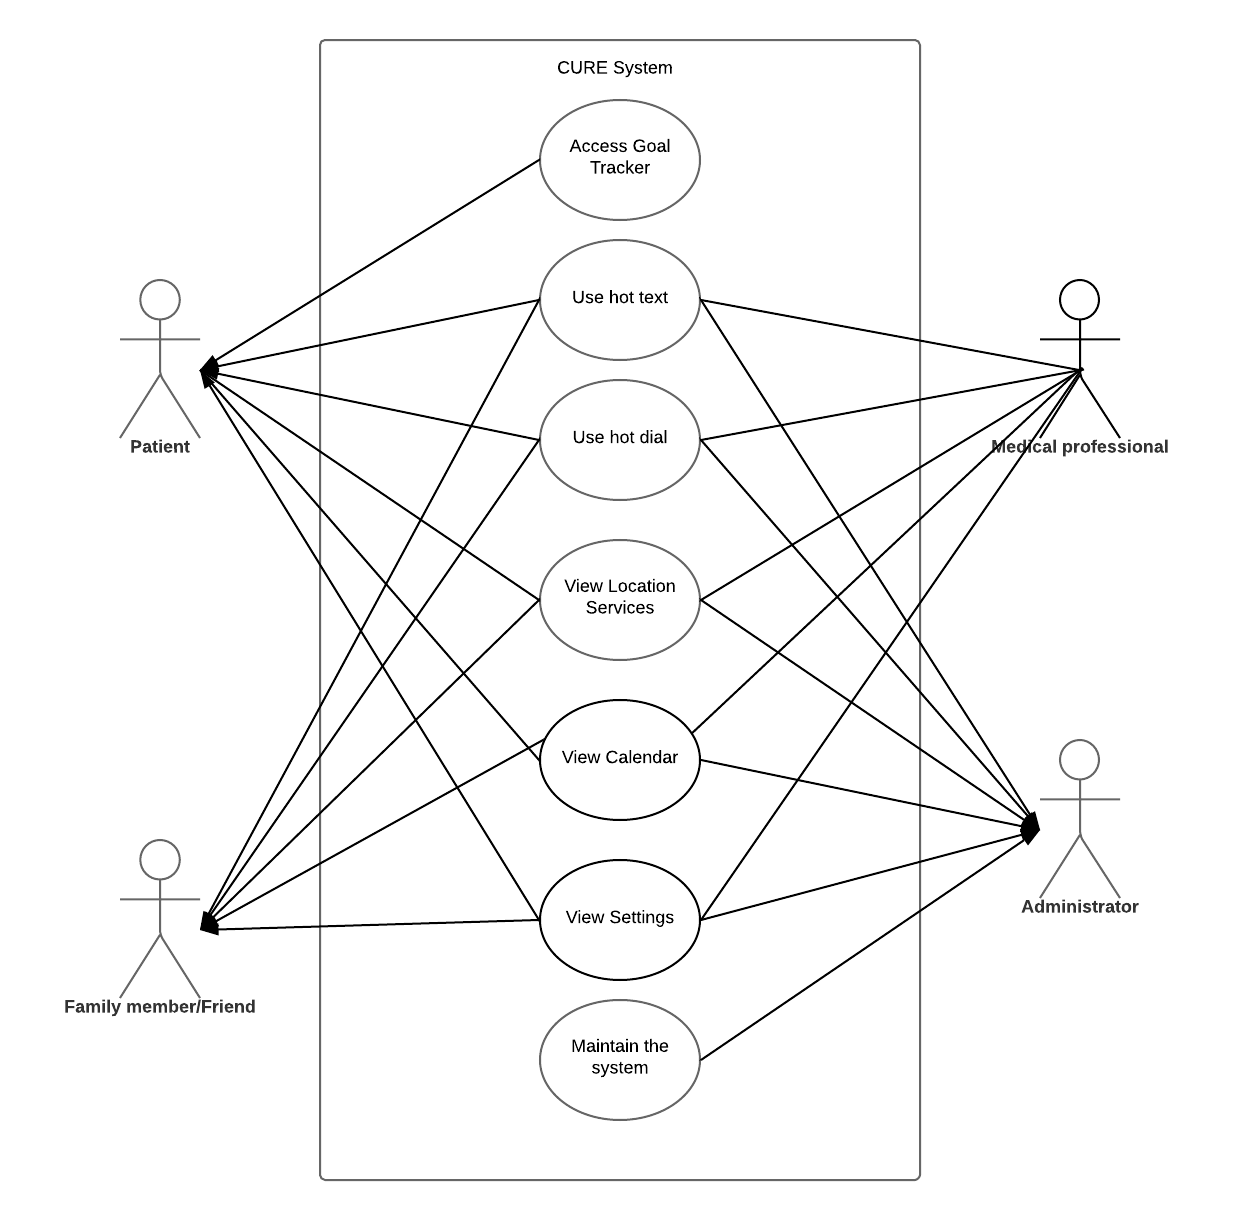 CURE System
Access Goal
Tracker
Use hot text
Use hot dial
Patient
Medical professional
View Location
Services
View Calendar
View Settings
Administrator
Family member/Friend
Maintain the
system